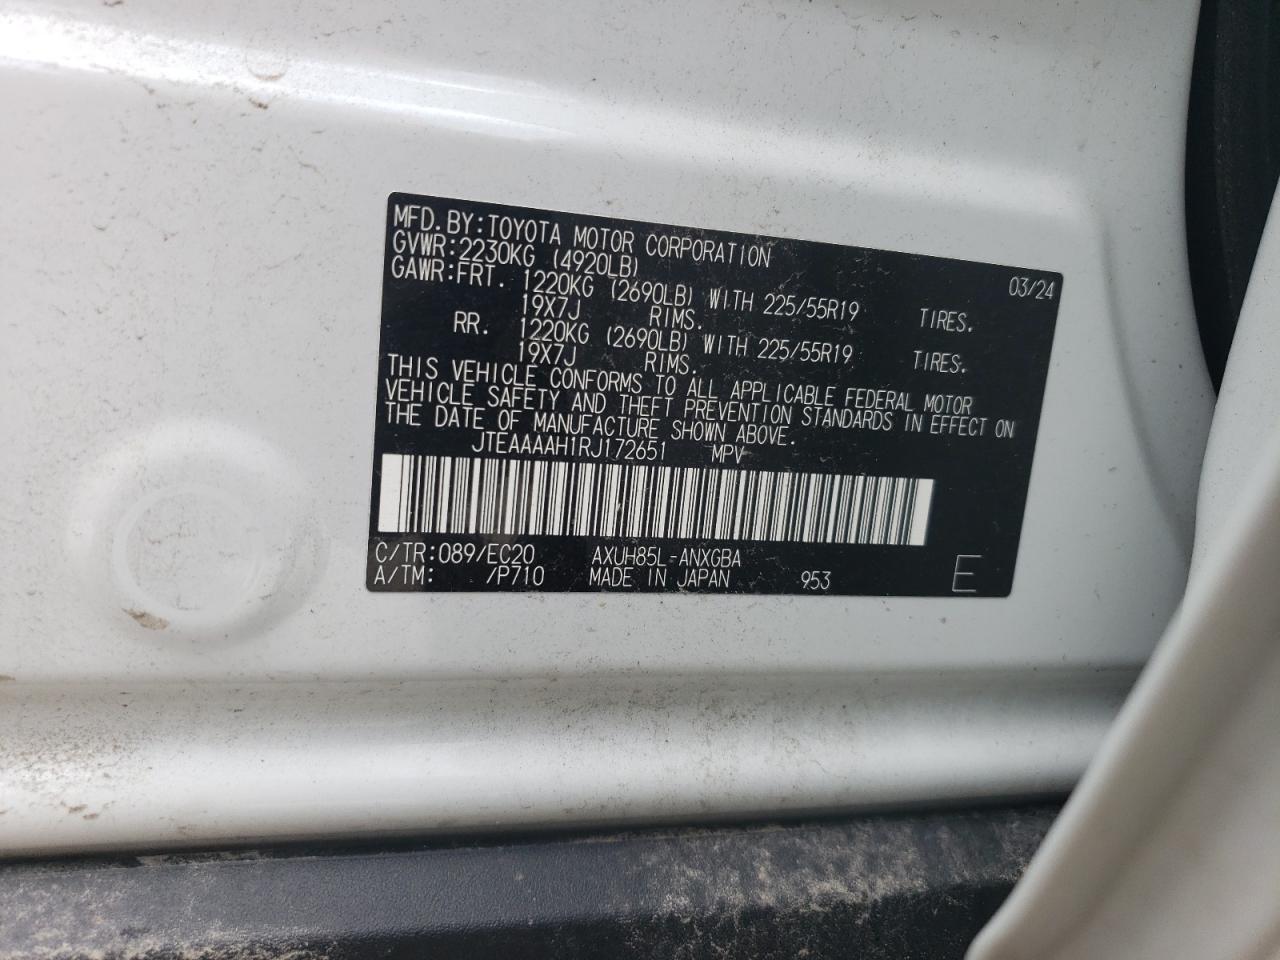 MFD. BY: TOYOTA MOTOR CORPORATION 03/24
GVWR: 2230KG (4920LB)
GAWR: FRT. 1220KG (2690LB) WITH 225/55R19 TIRES.
19X7J RIMS.
RR. 1220KG (2690LB) WITH 225/55R19 TIRES.
19X7J RIMS.
THIS VEHICLE CONFORMS TO ALL APPLICABLE FEDERAL MOTOR
VEHICLE SAFETY AND THEFT PREVENTION STANDARDS IN EFFECT ON
THE DATE OF MANUFACTURE SHOWN ABOVE.
JTEAAAAH1RJ172651 MPV
C/TR: 089/EC20 AXUH85L-ANXGBA
A/TM: /P710 MADE IN JAPAN 953 E